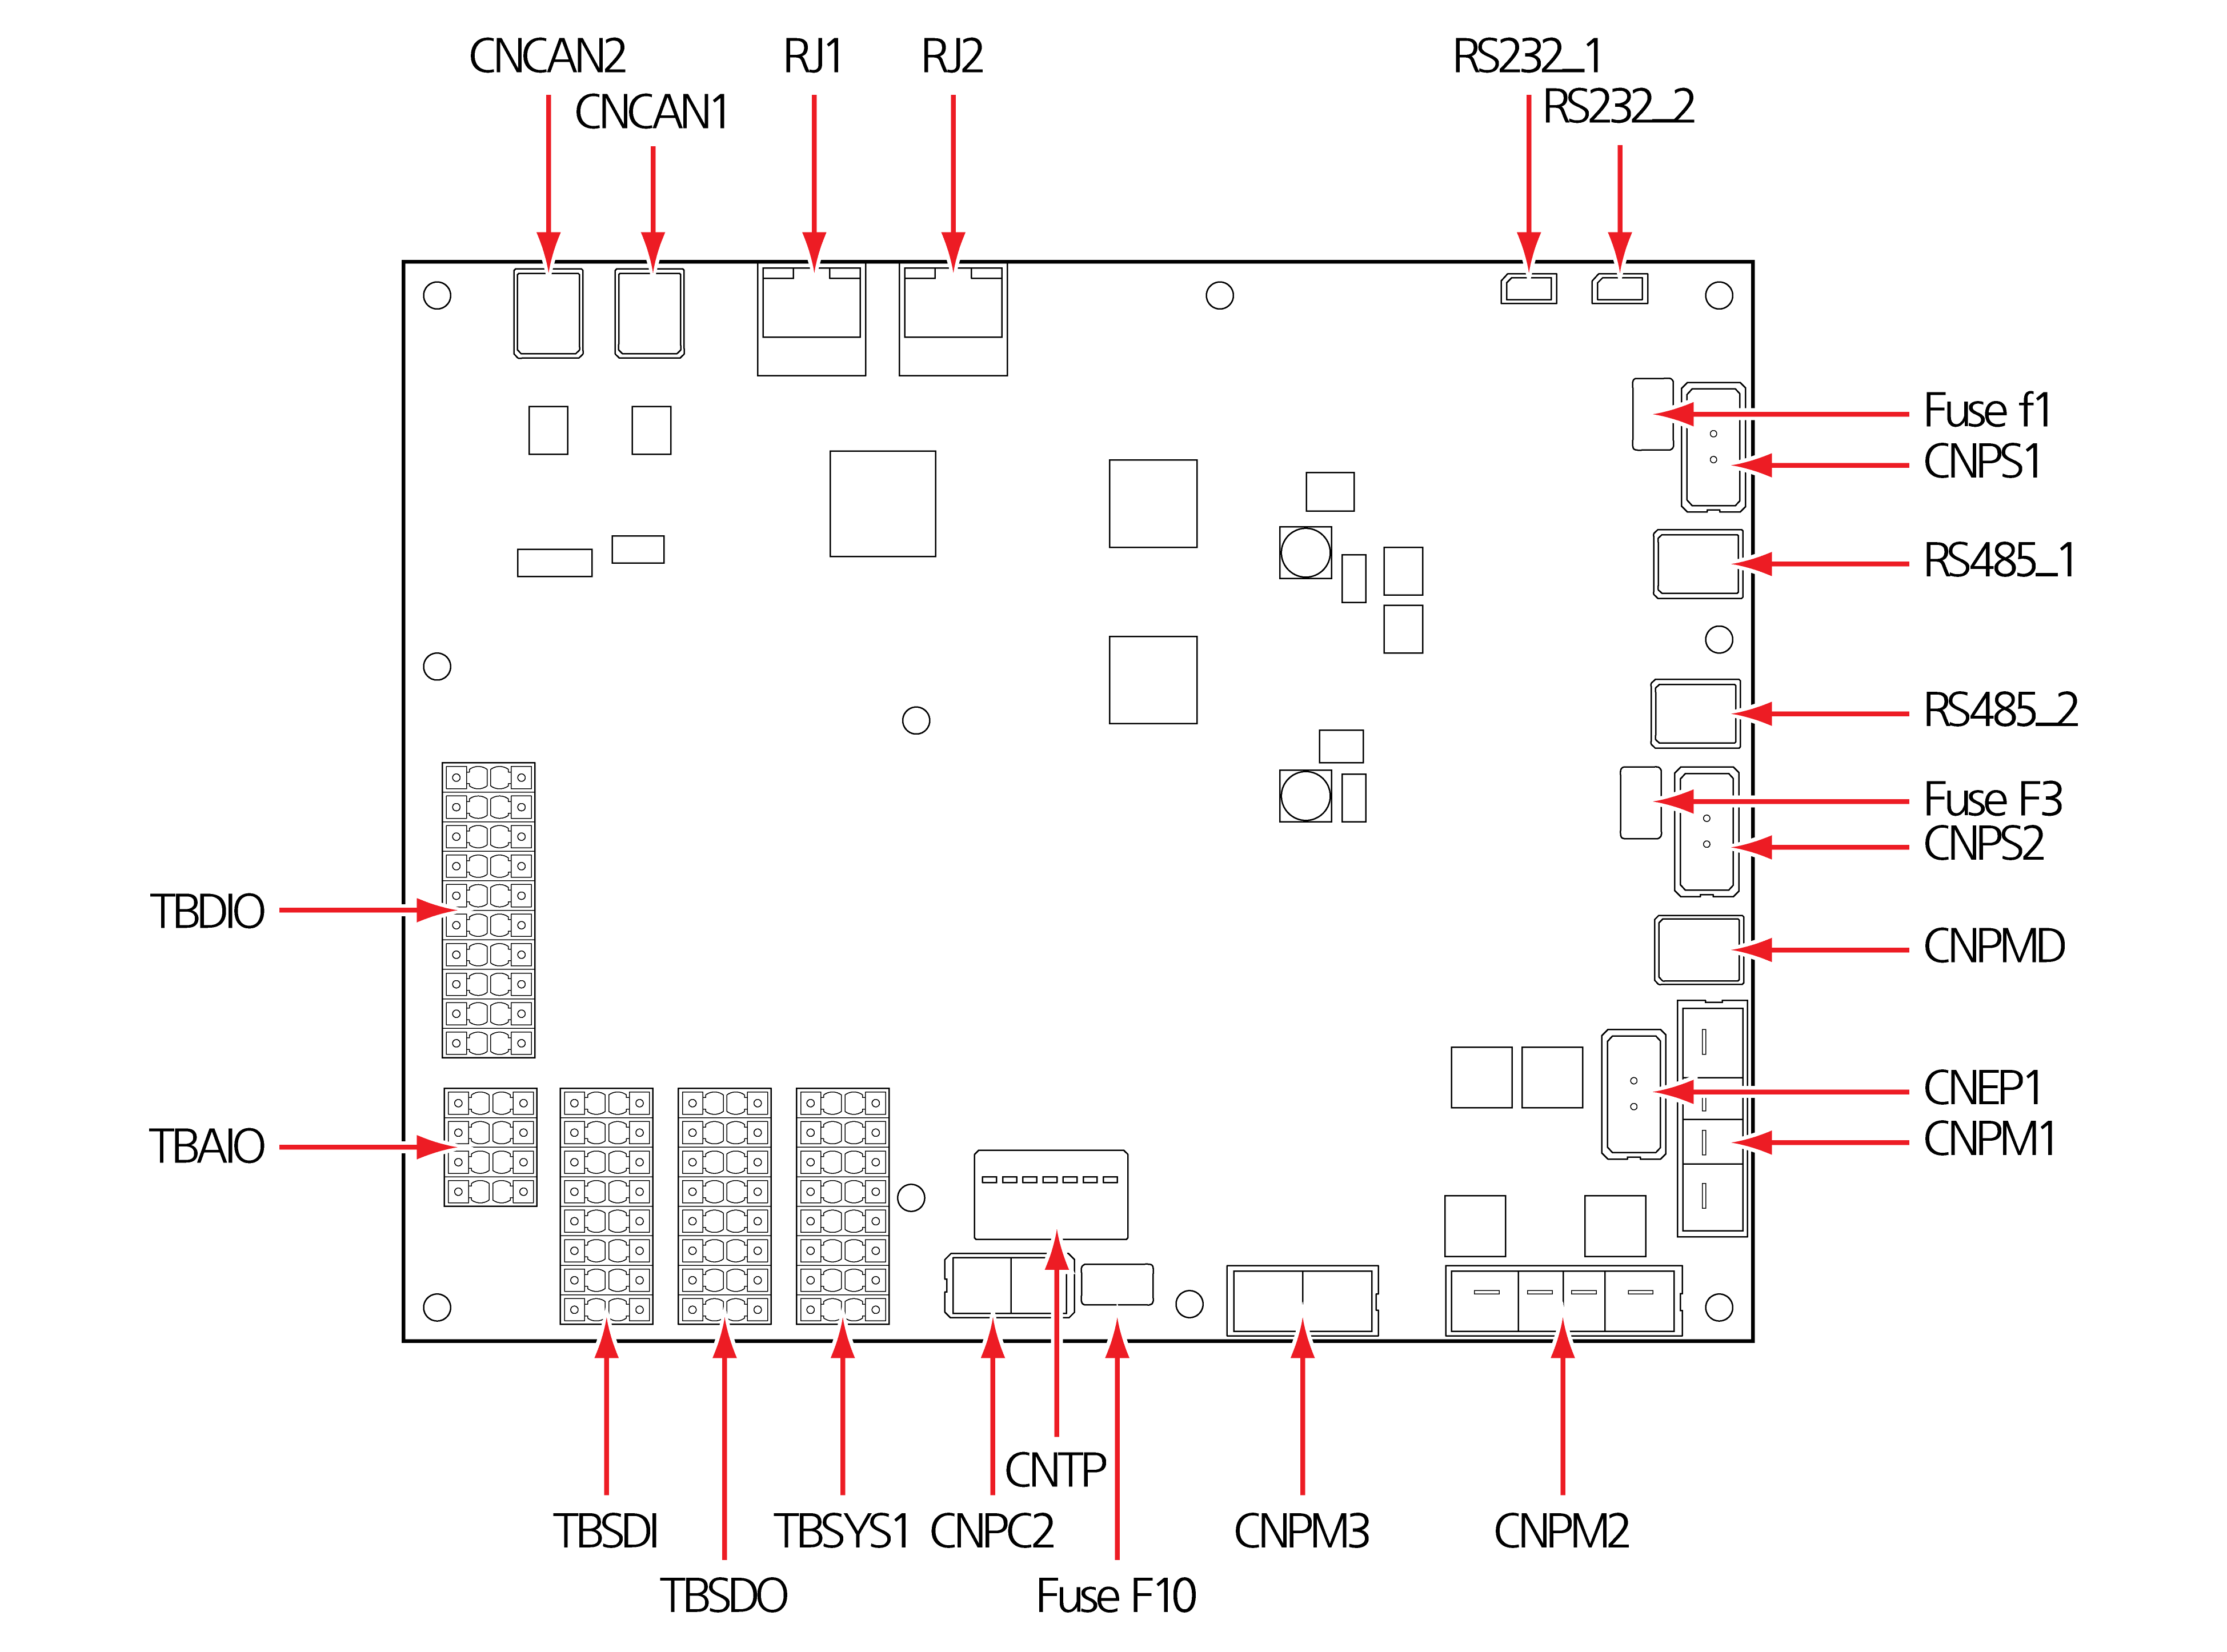 CNCAN2
CNCAN1
RJ1
RJ2
RS232_1
RS232_2
Fuse f1
CNPS1
RS485_1
RS485_2
Fuse F3
CNPS2
CNPMD
CNEP1
CNPM1
TBDIO
TBAIO
CNTP
TBSDI
TBSYS1
CNPC2
CNPM3
CNPM2
TBSDO
Fuse F10